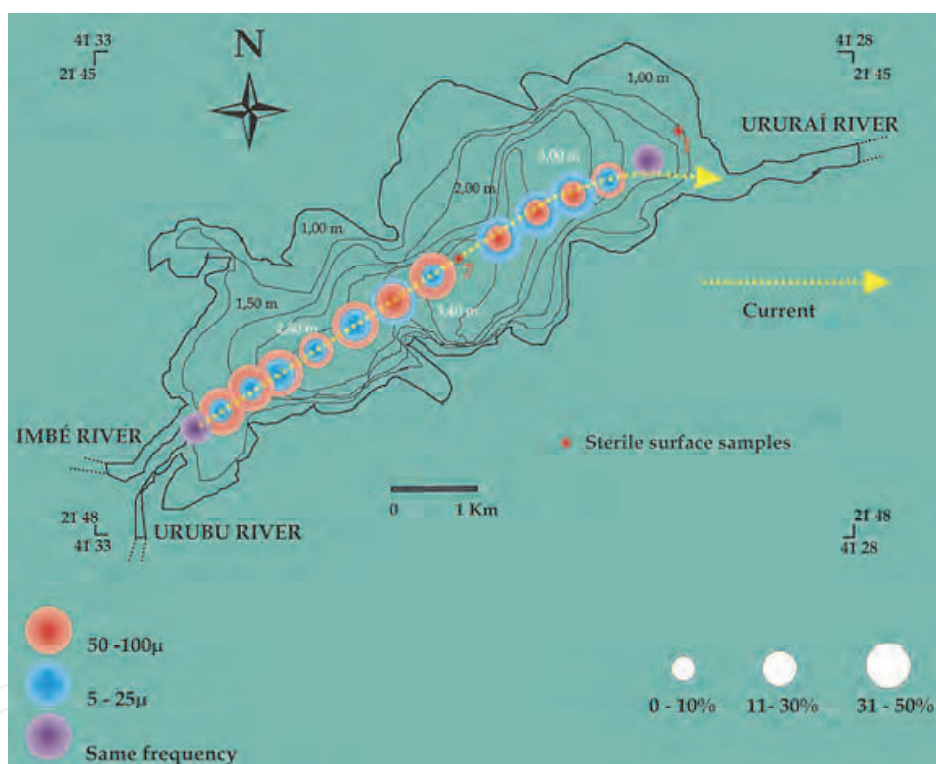 41' 33
21' 45
N
41' 28
21' 45
1,00 m
URURAÍ RIVER
3,00 m
2,00 m
1,00 m
7
1,50 m
3,40 m
Current
IMBÉ RIVER
Sterile surface samples
0 1 Km
21' 48
41' 33
URUBU RIVER
21' 48
41' 28
50 -100µ
5 - 25µ
Same frequency
0 - 10% 11- 30% 31 - 50%